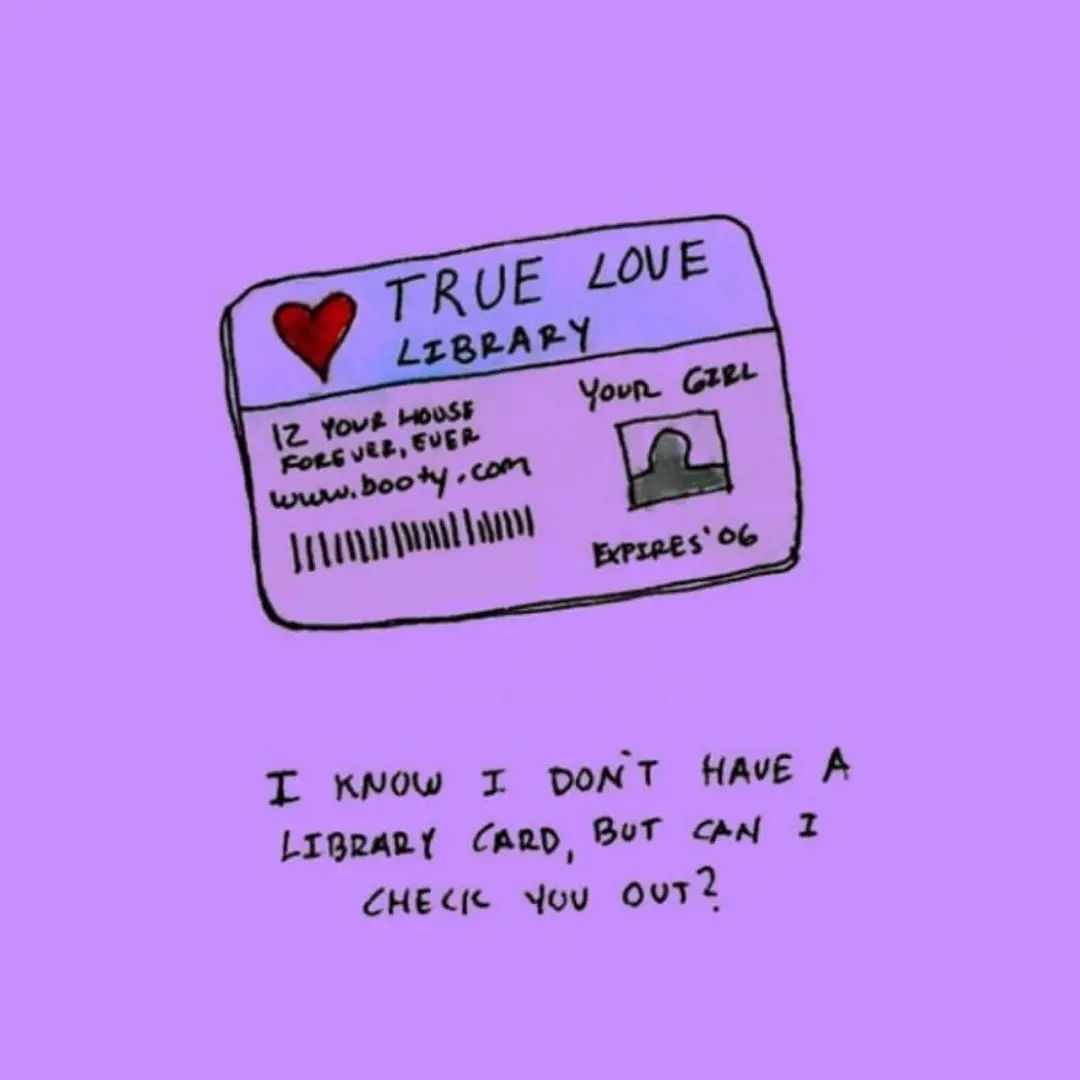 TRUE LOVE
LIBRARY
12 YOUR HOUSE
FOREVER, EVER
www.booty.com
YOUR GIRL
EXPIRES '06
I KNOW I DON'T HAVE A
LIBRARY CARD, BUT CAN I
CHECK YOU OUT?